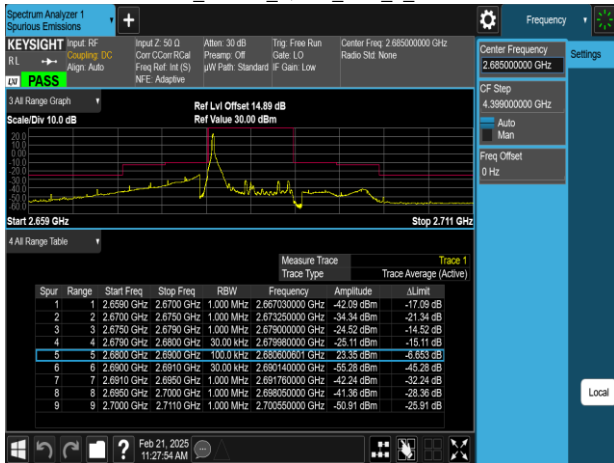 Spectrum Analyzer 1
Spurious Emissions
Frequency
KEYSIGHT Input: RF
RL
Coupling: DC
Align: Auto
Input Z: 50 Ω
Corr CCorr RCal
Freq Ref: Int (S)
NFE: Adaptive
Atten: 30 dB
Preamp: Off
µW Path: Standard
Trig: Free Run
Gate: LO
IF Gain: Low
Center Freq: 2.685000000 GHz
Radio Std: None
LXI PASS
Center Frequency
2.685000000 GHz
Settings
CF Step
4.399000000 GHz
Auto
Man
Freq Offset
0 Hz
3 All Range Graph
Scale/Div 10.0 dB
Ref Lvl Offset 14.89 dB
Ref Value 30.00 dBm
20.0
10.0
0.00
-10.0
-20.0
-30.0
-40.0
-50.0
-60.0
Start 2.659 GHz Stop 2.711 GHz
4 All Range Table
Measure Trace Trace 1
Trace Type Trace Average (Active)
Spur Range Start Freq Stop Freq RBW Frequency Amplitude ΔLimit
1 1 2.6590 GHz 2.6700 GHz 1.000 MHz 2.667030000 GHz -42.09 dBm -17.09 dB
2 2 2.6700 GHz 2.6750 GHz 1.000 MHz 2.673250000 GHz -34.34 dBm -21.34 dB
3 3 2.6750 GHz 2.6790 GHz 1.000 MHz 2.679000000 GHz -24.52 dBm -14.52 dB
4 4 2.6790 GHz 2.6800 GHz 30.00 kHz 2.679980000 GHz -25.11 dBm -15.11 dB
5 5 2.6800 GHz 2.6900 GHz 100.0 kHz 2.680600601 GHz 23.35 dBm -6.653 dB
6 6 2.6900 GHz 2.6910 GHz 30.00 kHz 2.690140000 GHz -55.28 dBm -45.28 dB
7 7 2.6910 GHz 2.6950 GHz 1.000 MHz 2.691760000 GHz -42.24 dBm -32.24 dB
8 8 2.6950 GHz 2.7000 GHz 1.000 MHz 2.698050000 GHz -41.36 dBm -28.36 dB
9 9 2.7000 GHz 2.7110 GHz 1.000 MHz 2.700550000 GHz -50.91 dBm -25.91 dB
Local
Feb 21, 2025
11:27:54 AM